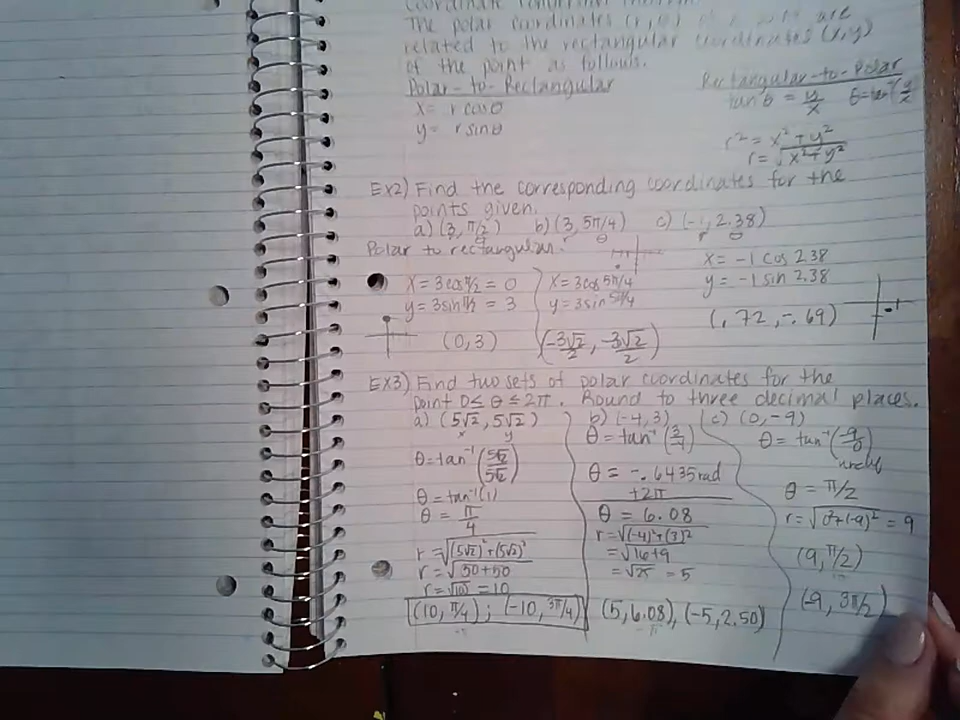 The polar coordinates (r, θ) of a point are
related to the rectangular coordinates (x,y)
of the point as follows.
Polar-to-Rectangular
x= r cosθ
y= r sinθ
Rectangular-to-Polar
tan θ = y/x θ=tan⁻¹(y/x)
r² = x² + y²
r = √x²+y²
EX2) Find the corresponding coordinates for the
points given.
a) (3, π/2) b) (3, 5π/4) c) (-1, 2.38)
r θ r θ
Polar to rectangular.
x = 3cos π/2 = 0
y = 3sin π/2 = 3
(0,3)
x = 3cos 5π/4
y = 3sin 5π/4
(-3√2/2, -3√2/2)
x = -1 cos 2.38
y = -1 sin 2.38
(.72, -.69)
EX3) Find two sets of polar coordinates for the
point 0≤ θ ≤ 2π. Round to three decimal places.
a) (5√2, 5√2)
x y
θ=tan⁻¹(5√2/5√2)
θ=tan⁻¹(1)
θ = π/4
r=√(5√2)²+(5√2)²
r=√50+50
r=√100 = 10
(10, π/4) ; (-10, 3π/4)
b) (-4, 3)
θ = tan⁻¹(3/-4)
θ = -.6435 rad
+2π
θ = 6.08
r=√(-4)²+(3)²
=√16+9
=√25 = 5
(5, 6.08), (-5, 2.50)
c) (0, -9)
θ = tan⁻¹(-9/0)
undef
θ = π/2
r=√0²+(-9)² = 9
(9, π/2)
(-9, 3π/2)